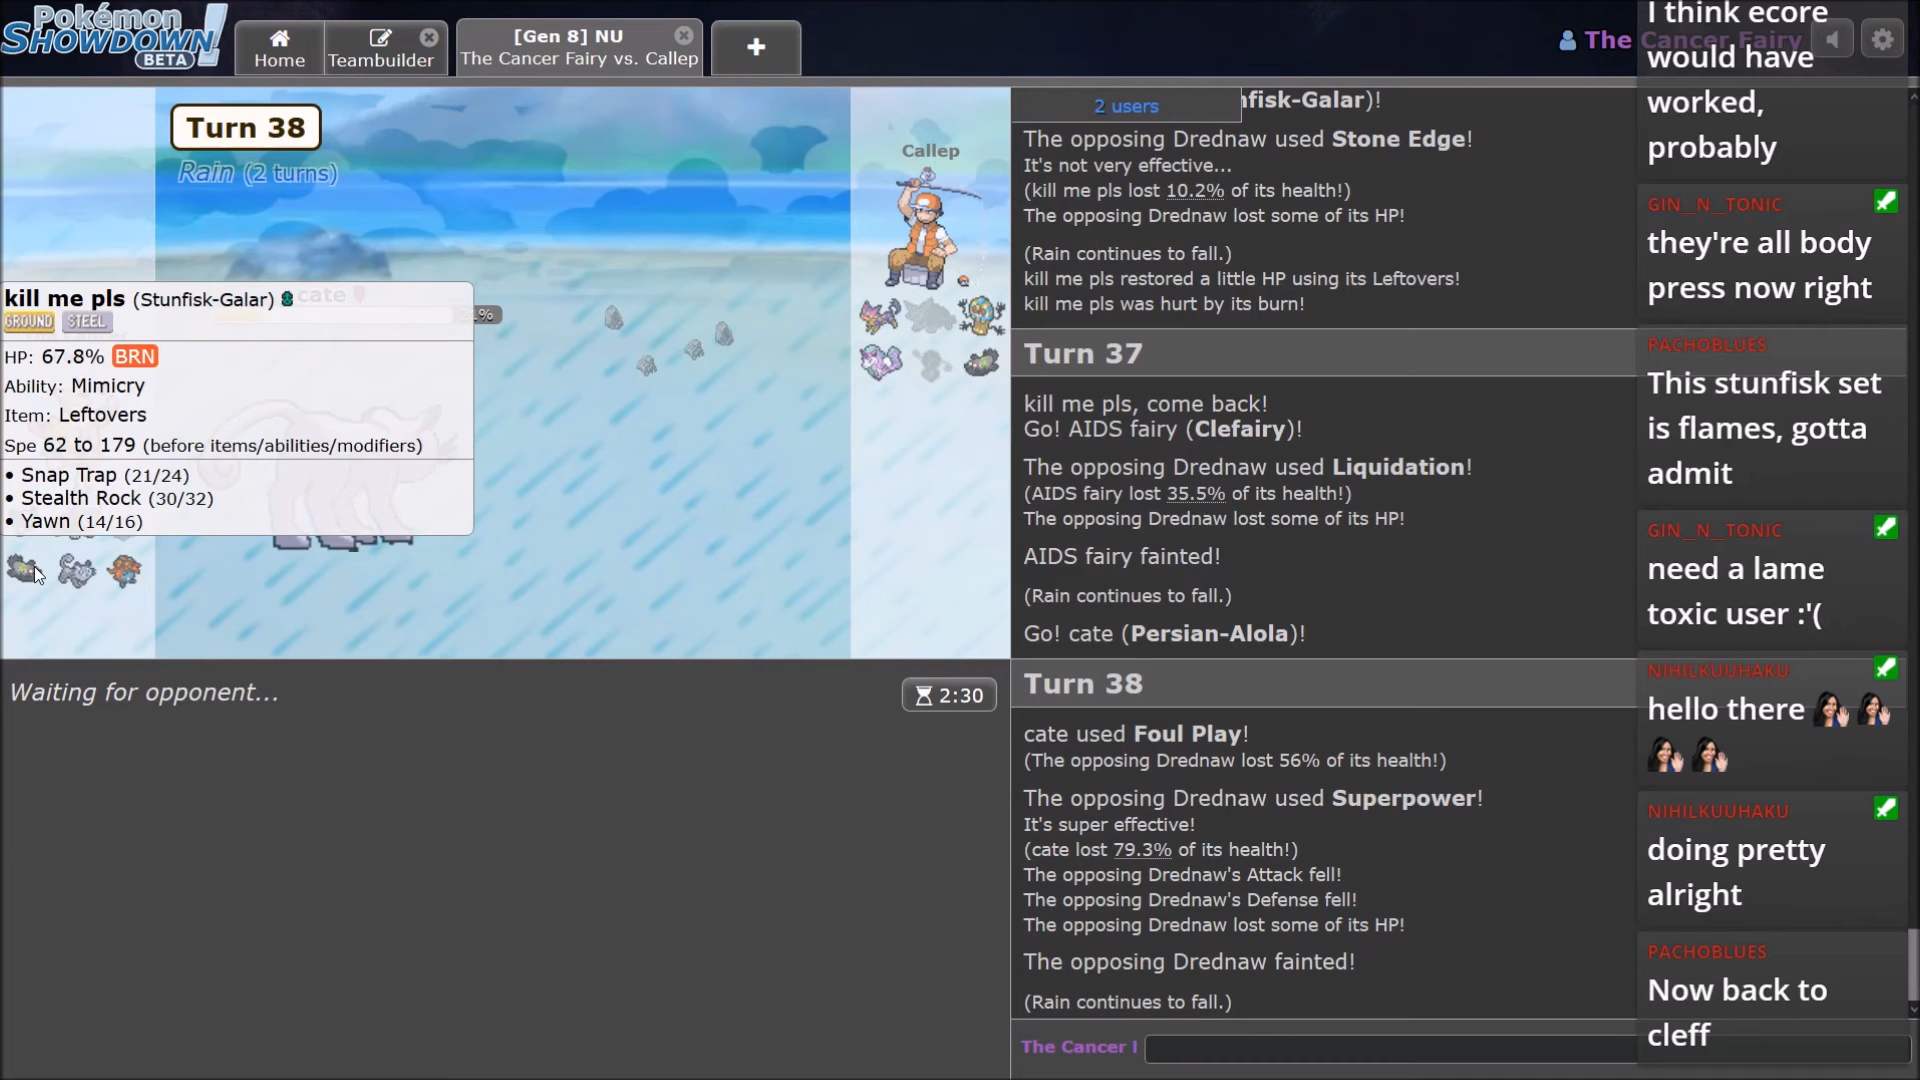 Pokémon
SHOWDOWN!
BETA
Home
Teambuilder
[Gen 8] NU
The Cancer Fairy vs. Callep
+
The Cancer Fairy
Turn 38
Rain (2 turns)
Callep
cate
%
kill me pls (Stunfisk-Galar)
GROUND STEEL
HP: 67.8% BRN
Ability: Mimicry
Item: Leftovers
Spe 62 to 179 (before items/abilities/modifiers)
• Snap Trap (21/24)
• Stealth Rock (30/32)
• Yawn (14/16)
Waiting for opponent...
2:30
2 users
nfisk-Galar)!
The opposing Drednaw used Stone Edge!
It's not very effective...
(kill me pls lost 10.2% of its health!)
The opposing Drednaw lost some of its HP!
(Rain continues to fall.)
kill me pls restored a little HP using its Leftovers!
kill me pls was hurt by its burn!
Turn 37
kill me pls, come back!
Go! AIDS fairy (Clefairy)!
The opposing Drednaw used Liquidation!
(AIDS fairy lost 35.5% of its health!)
The opposing Drednaw lost some of its HP!
AIDS fairy fainted!
(Rain continues to fall.)
Go! cate (Persian-Alola)!
Turn 38
cate used Foul Play!
(The opposing Drednaw lost 56% of its health!)
The opposing Drednaw used Superpower!
It's super effective!
(cate lost 79.3% of its health!)
The opposing Drednaw's Attack fell!
The opposing Drednaw's Defense fell!
The opposing Drednaw lost some of its HP!
The opposing Drednaw fainted!
(Rain continues to fall.)
The Cancer
I think ecore
would have
worked,
probably
GIN_N_TONIC
they're all body
press now right
PACHOBLUES
This stunfisk set
is flames, gotta
admit
GIN_N_TONIC
need a lame
toxic user :'(
NIHILKUUHAKU
hello there
NIHILKUUHAKU
doing pretty
alright
PACHOBLUES
Now back to
cleff